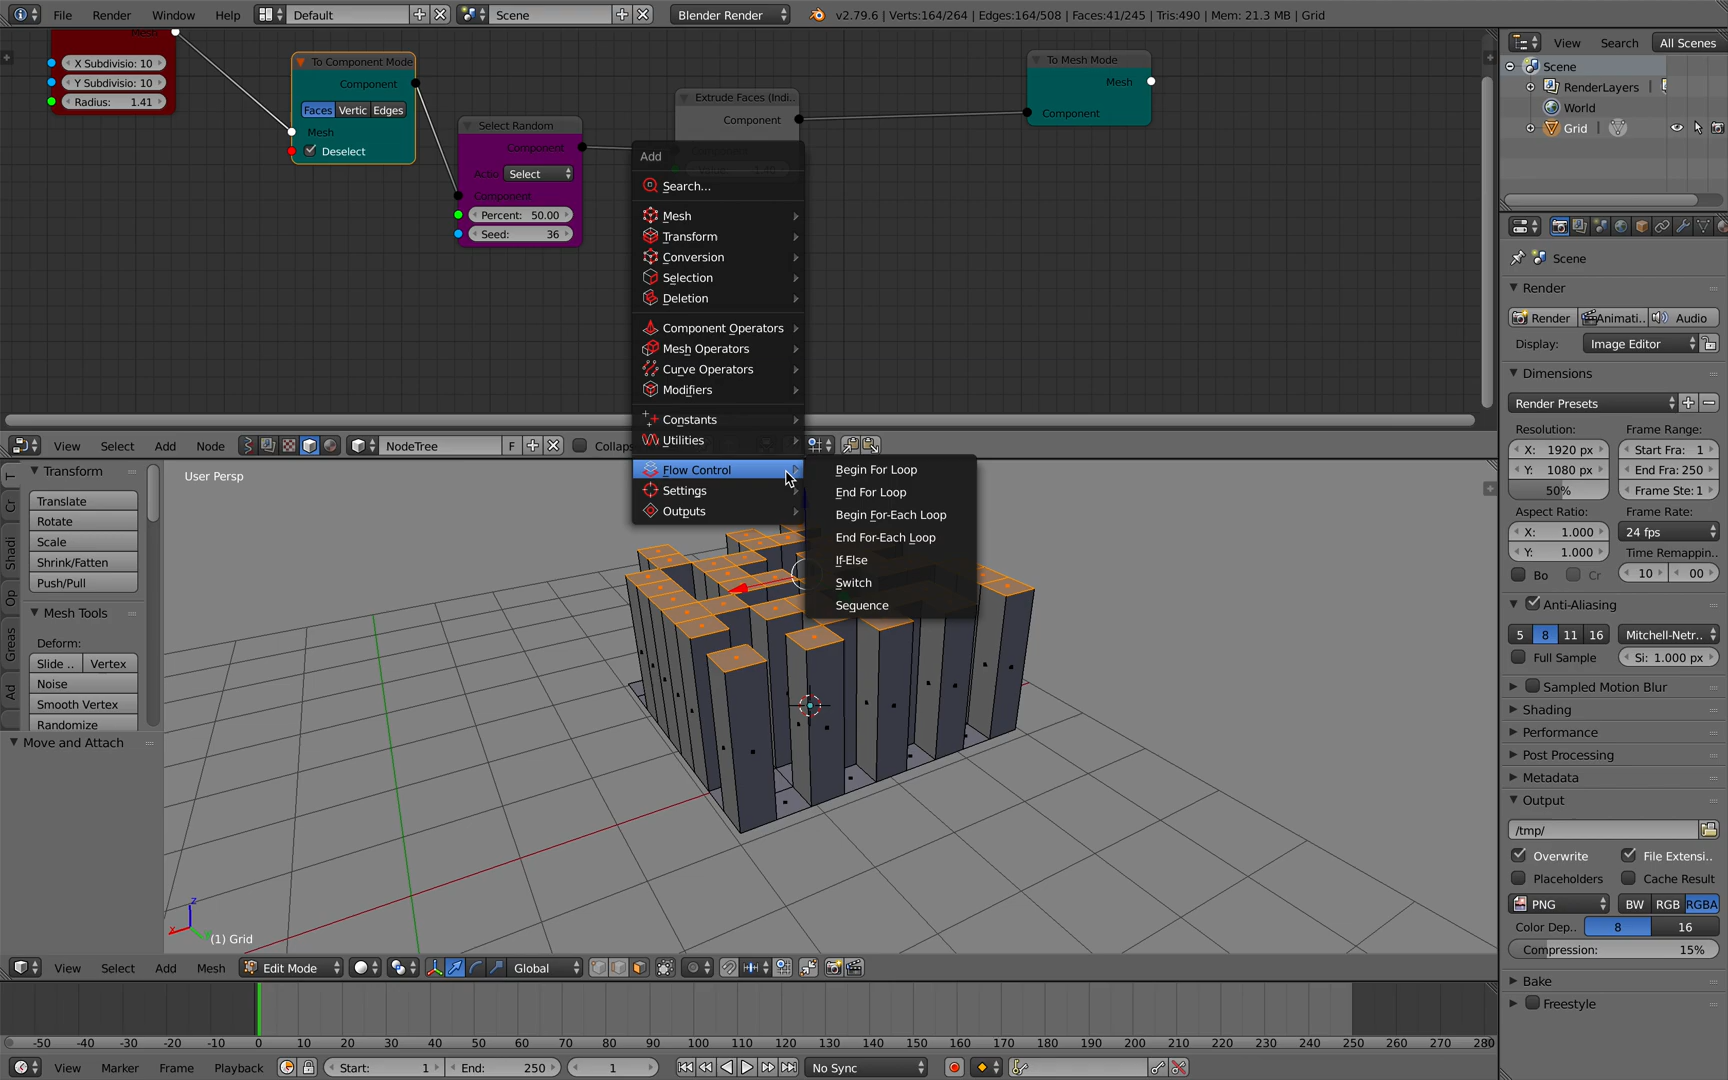 File Render Window Help Default Scene Blender Render v2.79.6 | Verts:164/264 | Edges:164/508 | Faces:41/245 | Tris:490 | Mem: 21.3 MB | Grid
Mesh
X Subdivisio: 10
Y Subdivisio: 10
Radius: 1.41
To Component Mode
Component
Faces Vertic Edges
Mesh
Deselect
Select Random
Component
Actio Select
Component
Percent: 50.00
Seed: 36
Extrude Faces (Indi..
Component
To Mesh Mode
Mesh
Component
Add
Search...
Mesh
Transform
Conversion
Selection
Deletion
Component Operators
Mesh Operators
Curve Operators
Modifiers
Constants
Utilities
Flow Control
Settings
Outputs
Begin For Loop
End For Loop
Begin For-Each Loop
End For-Each Loop
If-Else
Switch
Sequence
View Select Add Node NodeTree F Collaps
Transform
Translate
Rotate
Scale
Shrink/Fatten
Push/Pull
Mesh Tools
Deform:
Slide .. Vertex
Noise
Smooth Vertex
Randomize
Move and Attach
T
Cr
Shadi
Op
Greas
Ad
User Persp
z
x
(1) Grid
View Select Add Mesh Edit Mode Global
-50 -40 -30 -20 -10 0 10 20 30 40 50 60 70 80 90 100 110 120 130 140 150 160 170 180 190 200 210 220 230 240 250 260 270 280
View Marker Frame Playback Start: 1 End: 250 1 No Sync
View Search All Scenes
Scene
RenderLayers
World
Grid
Scene
Render
Render Animati.. Audio
Display: Image Editor
Dimensions
Render Presets
Resolution: Frame Range:
X: 1920 px Start Fra: 1
Y: 1080 px End Fra: 250
50% Frame Ste: 1
Aspect Ratio: Frame Rate:
X: 1.000 24 fps
Y: 1.000 Time Remappin..
Bo Cr 10 00
Anti-Aliasing
5 8 11 16 Mitchell-Netr..
Full Sample Si: 1.000 px
Sampled Motion Blur
Shading
Performance
Post Processing
Metadata
Output
/tmp/
Overwrite File Extensi..
Placeholders Cache Result
PNG BW RGB RGBA
Color Dep.. 8 16
Compression: 15%
Bake
Freestyle